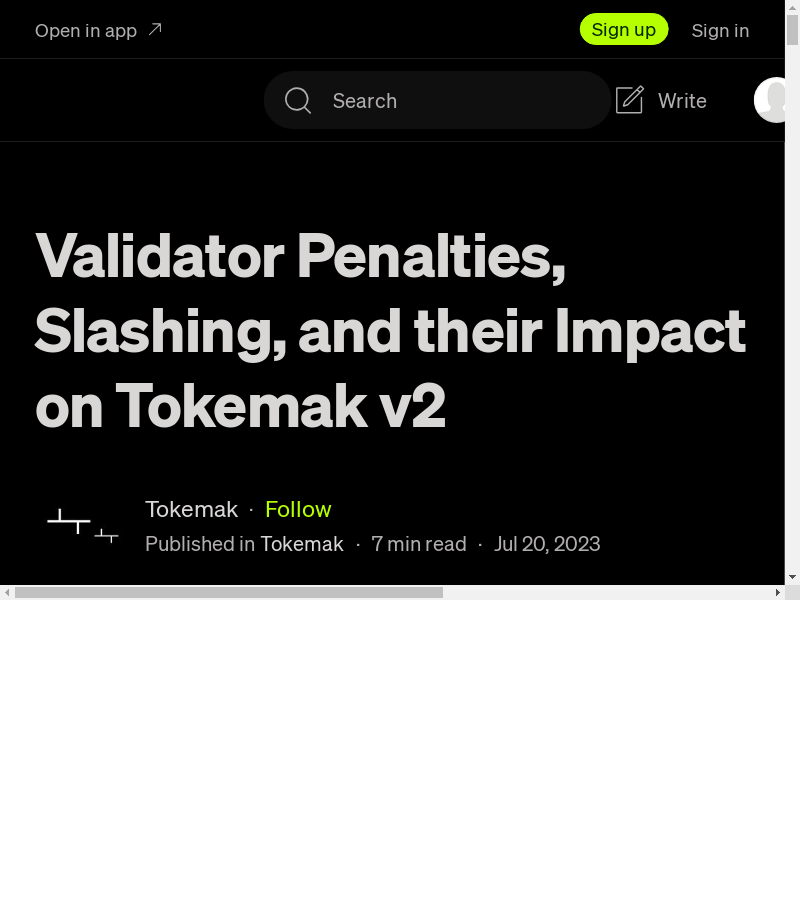 Open in app
Sign up
Sign in
Search
Write
Validator Penalties,
Slashing, and their Impact
on Tokemak v2
Tokemak · Follow
Published in Tokemak · 7 min read · Jul 20, 2023